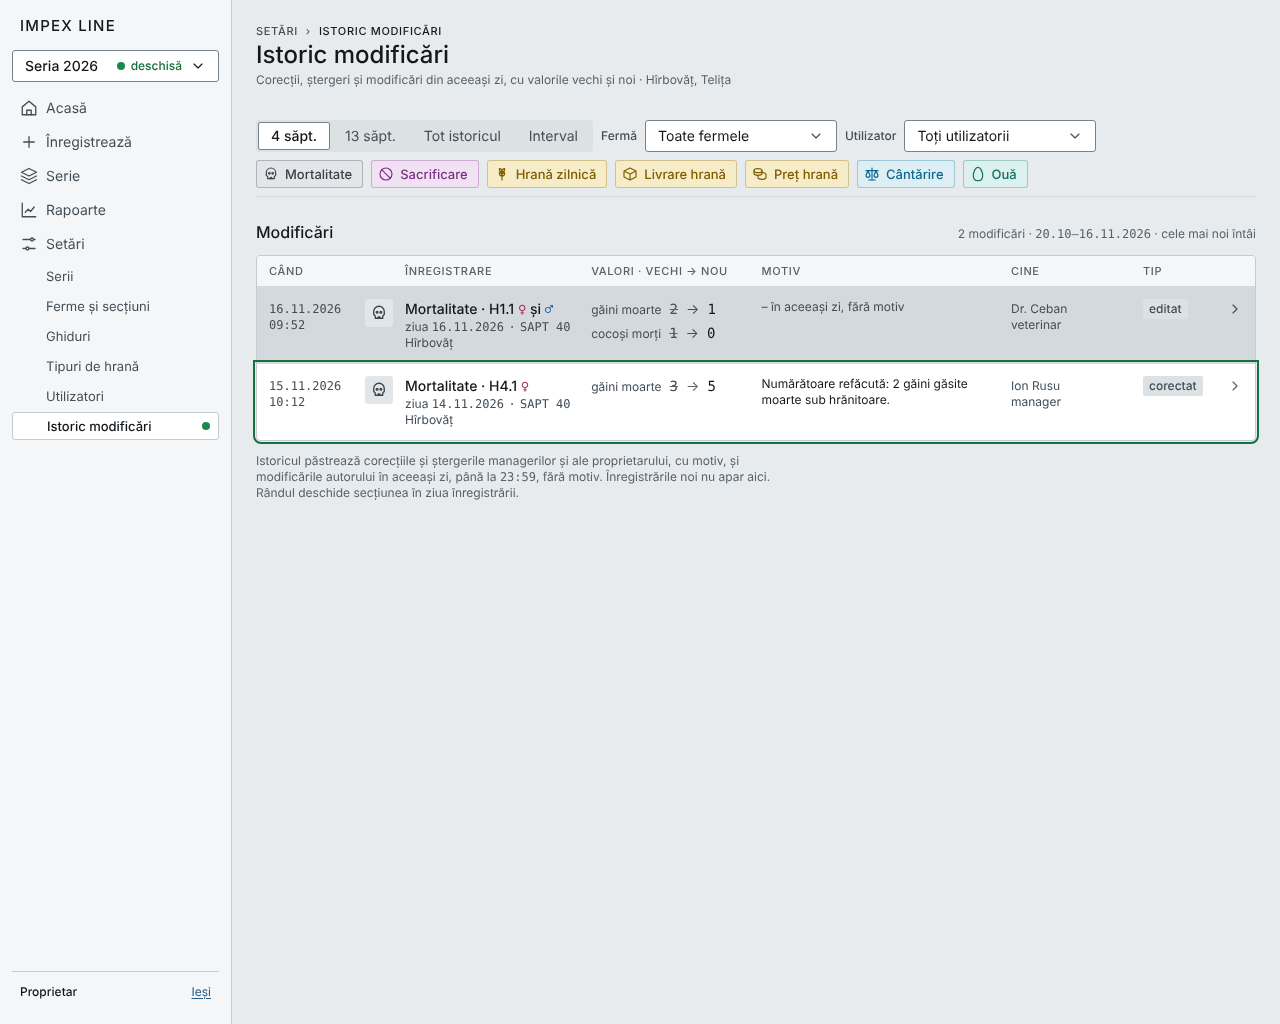 IMPEX LINE
Seria 2026 deschisă
Acasă
Înregistrează
Serie
Rapoarte
Setări
Serii
Ferme și secțiuni
Ghiduri
Tipuri de hrană
Utilizatori
Istoric modificări
Proprietar Ieși
SETĂRI › ISTORIC MODIFICĂRI
Istoric modificări
Corecții, ștergeri și modificări din aceeași zi, cu valorile vechi și noi · Hîrbovăț, Telița
4 săpt. 13 săpt. Tot istoricul Interval Fermă Toate fermele Utilizator Toți utilizatorii
Mortalitate Sacrificare Hrană zilnică Livrare hrană Preț hrană Cântărire Ouă
Modificări 2 modificări · 20.10–16.11.2026 · cele mai noi întâi
CÂND ÎNREGISTRARE VALORI · VECHI → NOU MOTIV CINE TIP
16.11.2026 Mortalitate · H1.1 ♀ și ♂ găini moarte 2 → 1 – în aceeași zi, fără motiv Dr. Ceban editat
09:52 ziua 16.11.2026 · SAPT 40 cocoși morți 1 → 0 veterinar
Hîrbovăț
15.11.2026 Mortalitate · H4.1 ♀ găini moarte 3 → 5 Numărătoare refăcută: 2 găini găsite Ion Rusu corectat
10:12 ziua 14.11.2026 · SAPT 40 moarte sub hrănitoare. manager
Hîrbovăț
Istoricul păstrează corecțiile și ștergerile managerilor și ale proprietarului, cu motiv, și
modificările autorului în aceeași zi, până la 23:59, fără motiv. Înregistrările noi nu apar aici.
Rândul deschide secțiunea în ziua înregistrării.